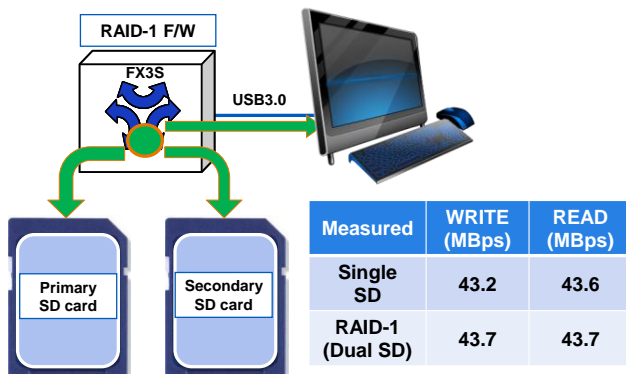 RAID-1 F/W
FX3S
USB3.0
Primary
SD card
Secondary
SD card
Measured WRITE (MBps) READ (MBps)
Single SD 43.2 43.6
RAID-1 (Dual SD) 43.7 43.7